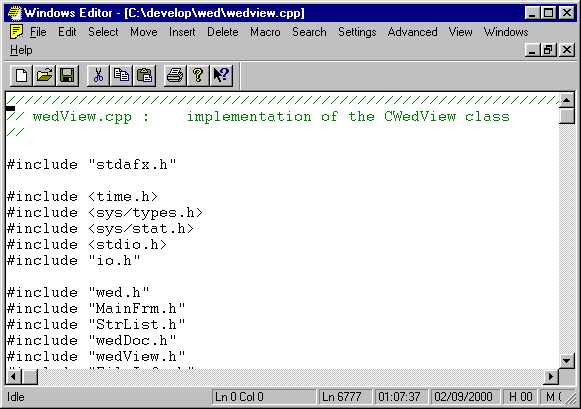 Windows Editor - [C:\develop\wed\wedview.cpp]
File Edit Select Move Insert Delete Macro Search Settings Advanced View Windows
Help
////////////////////////////////////////////////////////////////////////
// wedView.cpp :    implementation of the CWedView class
//
#include "stdafx.h"
#include <time.h>
#include <sys/types.h>
#include <sys/stat.h>
#include <stdio.h>
#include "io.h"
#include "wed.h"
#include "MainFrm.h"
#include "StrList.h"
#include "wedDoc.h"
#include "wedView.h"
Idle Ln 0 Col 0 Ln 6777 01:07:37 02/09/2000 H 00 M